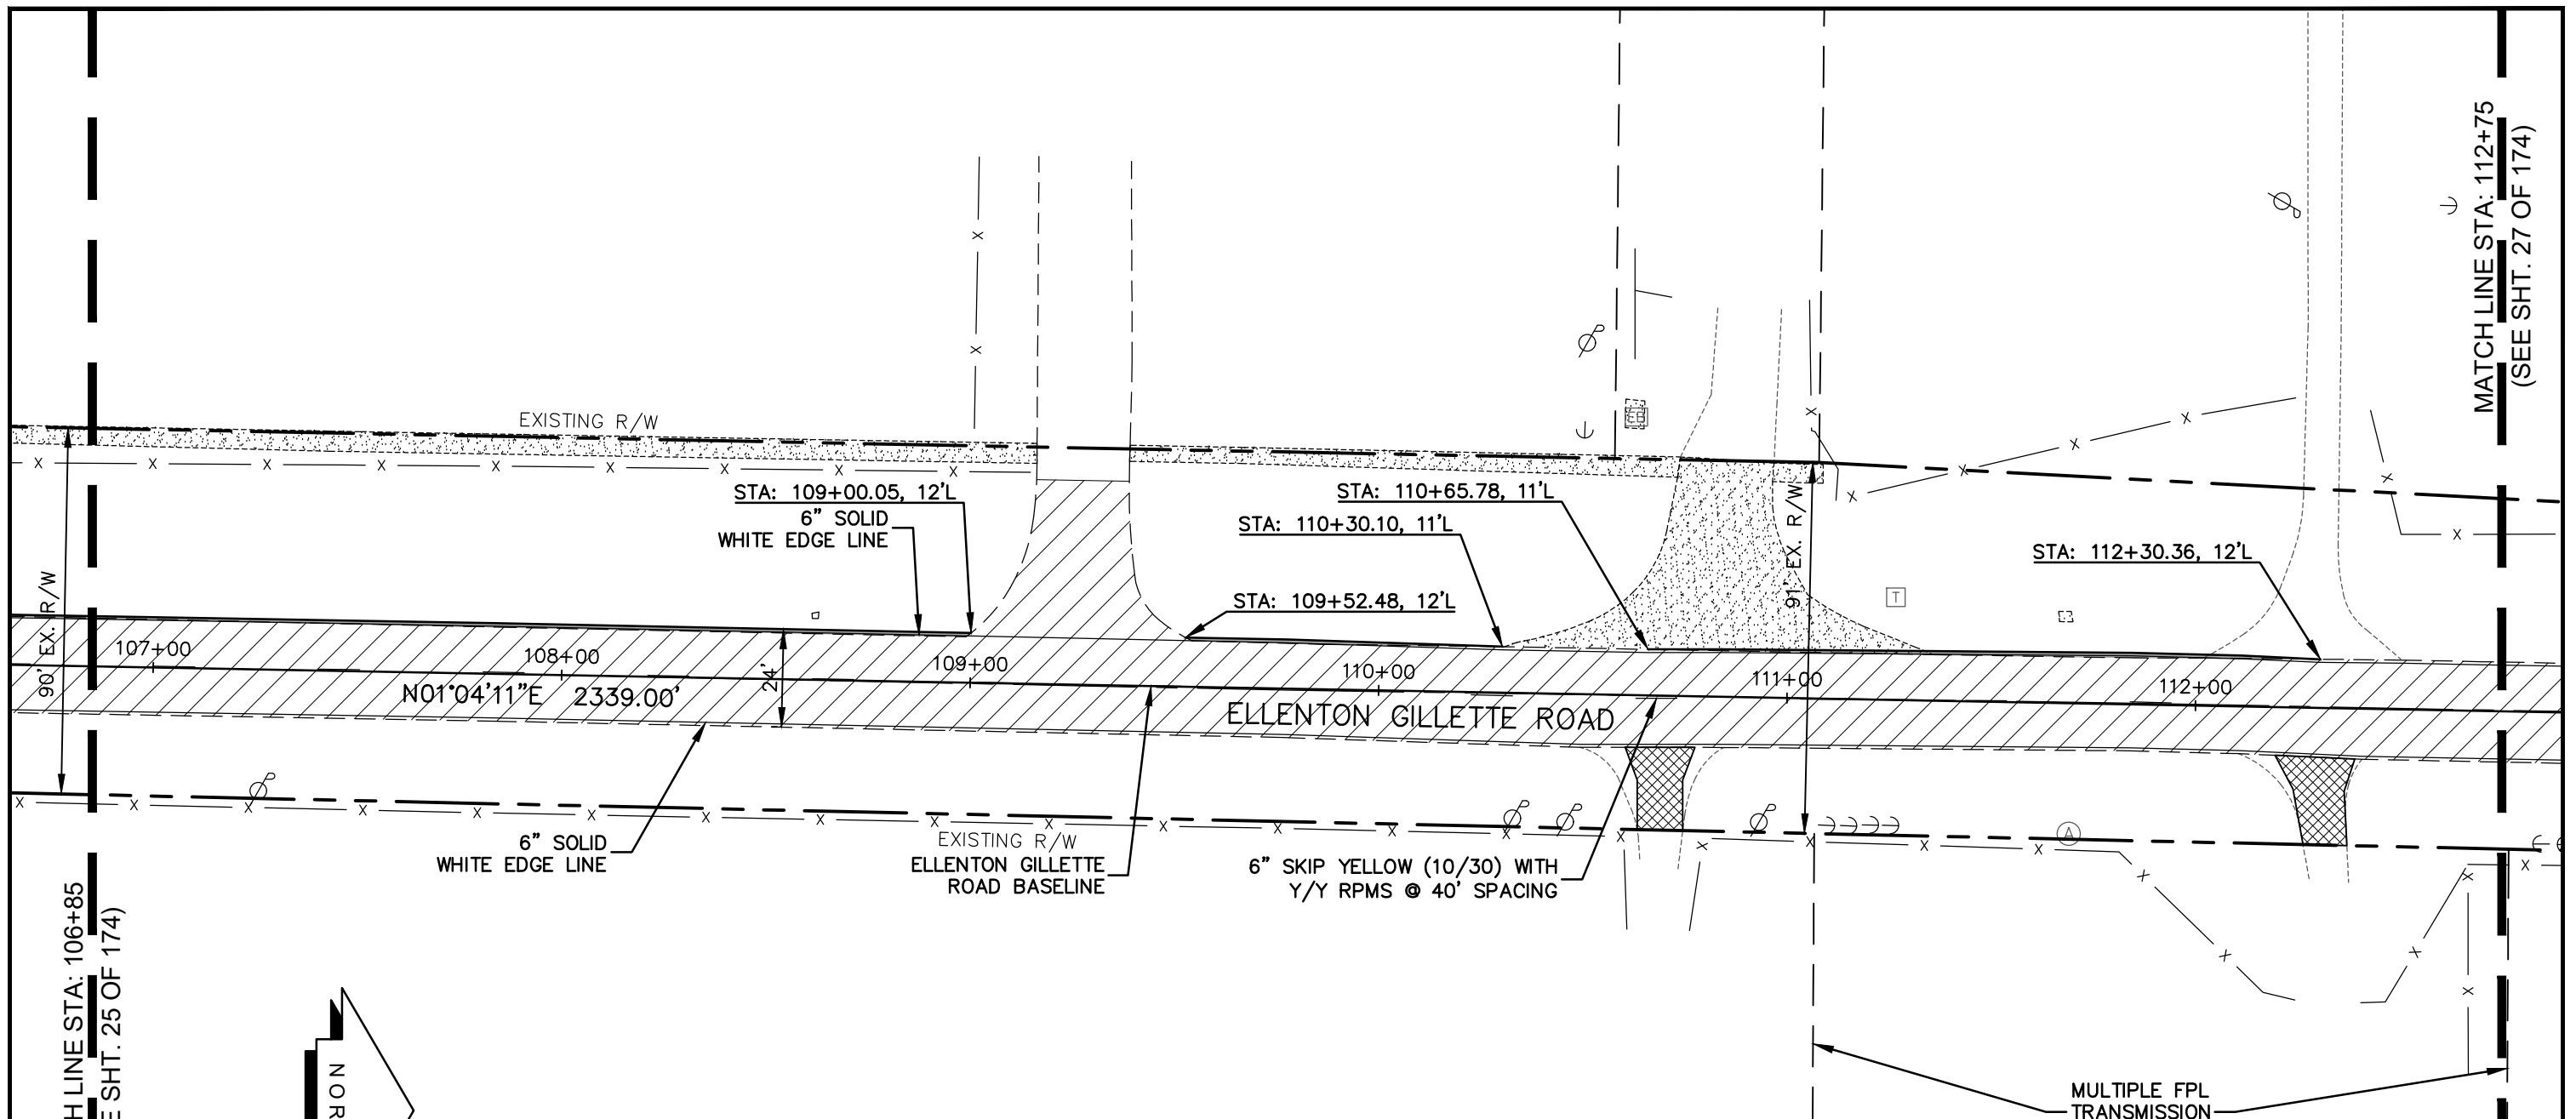 MATCH LINE STA: 112+75
(SEE SHT. 27 OF 174)
EXISTING R/W
STA: 109+00.05, 12'L
6" SOLID
WHITE EDGE LINE
STA: 110+65.78, 11'L
STA: 110+30.10, 11'L
STA: 109+52.48, 12'L
EB
T
STA: 112+30.36, 12'L
90' EX. R/W
91' EX. R/W
107+00
108+00
109+00
110+00
111+00
112+00
24'
N01°04'11"E 2339.00'
ELLENTON GILLETTE ROAD
6" SOLID
WHITE EDGE LINE
EXISTING R/W
ELLENTON GILLETTE
ROAD BASELINE
6" SKIP YELLOW (10/30) WITH
Y/Y RPMS @ 40' SPACING
A
H LINE STA: 106+85
E SHT. 25 OF 174)
NOR
MULTIPLE FPL
TRANSMISSION